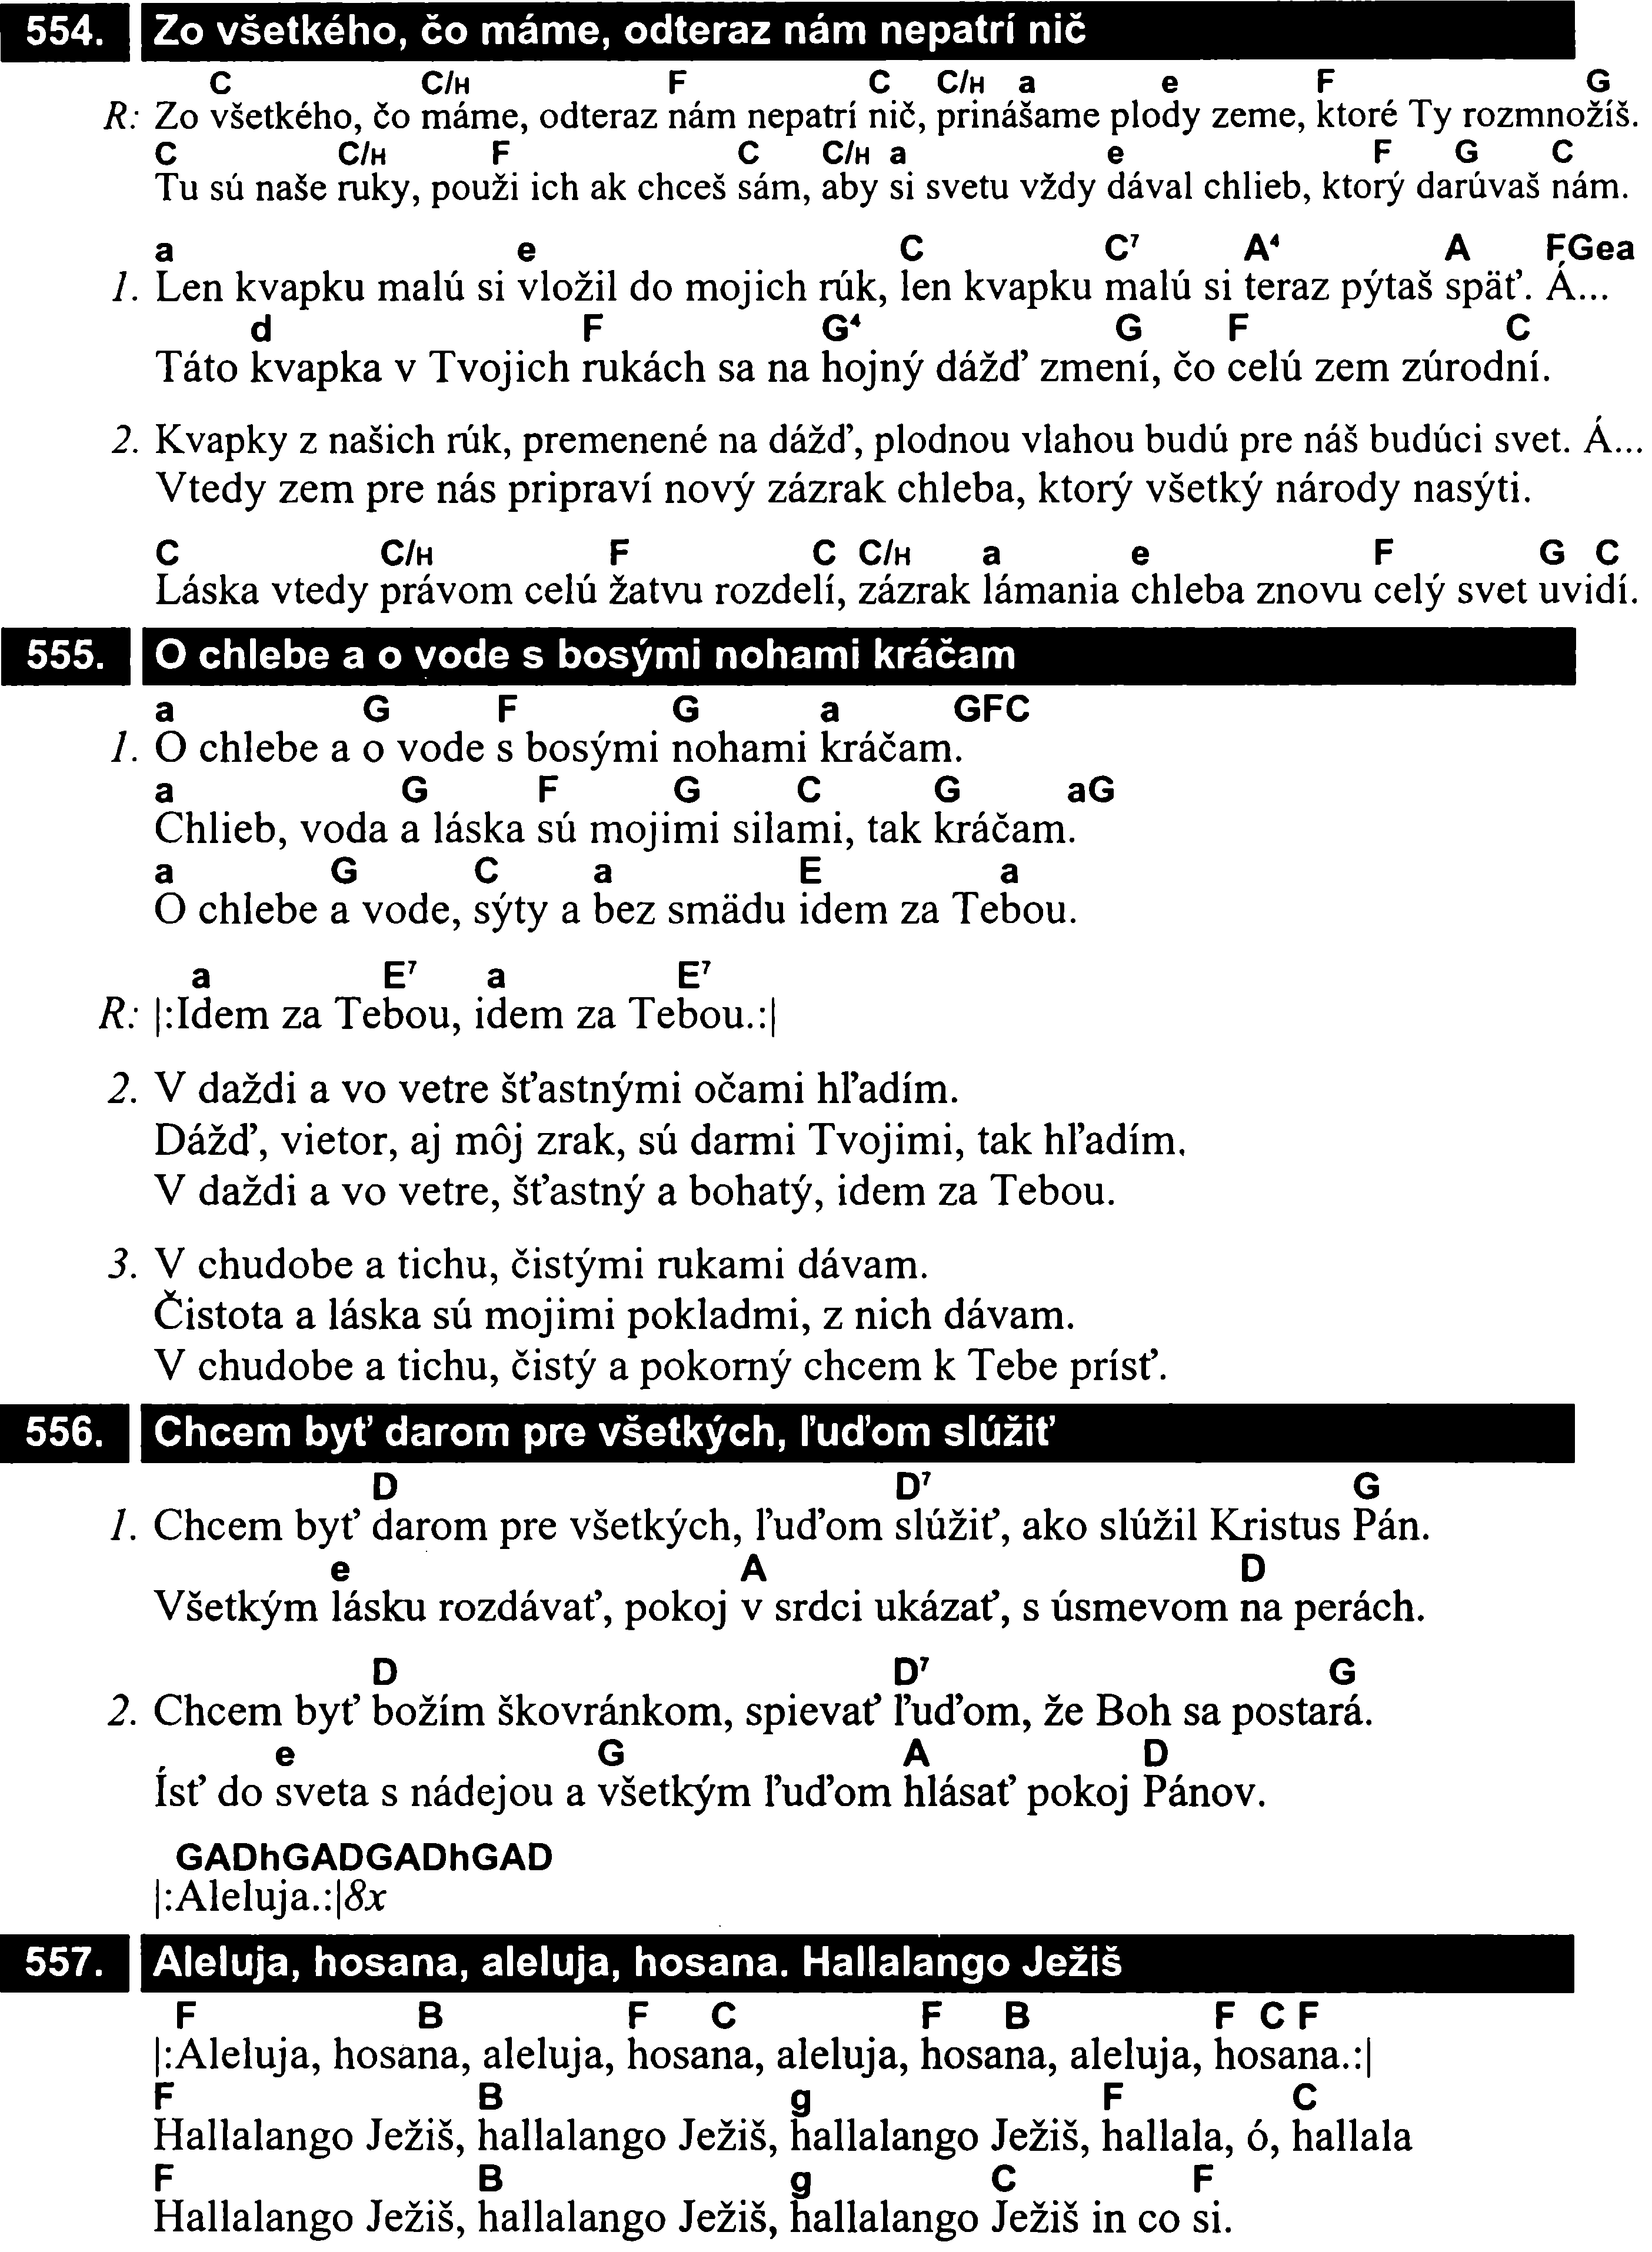 554. Zo všetkého, čo máme, odteraz nám nepatrí nič
C C/H F C C/H a e F G
R: Zo všetkého, čo máme, odteraz nám nepatrí nič, prinášame plody zeme, ktoré Ty rozmnožíš.
C C/H F C C/H a e F G C
Tu sú naše ruky, použi ich ak chceš sám, aby si svetu vždy dával chlieb, ktorý darúvaš nám.
a e C C⁷ A⁴ A FGea
1. Len kvapku malú si vložil do mojich rúk, len kvapku malú si teraz pýtaš späť. Á...
d F G⁴ G F C
Táto kvapka v Tvojich rukách sa na hojný dážď zmení, čo celú zem zúrodní.
2. Kvapky z našich rúk, premenené na dážď, plodnou vlahou budú pre náš budúci svet. Á...
Vtedy zem pre nás pripraví nový zázrak chleba, ktorý všetký národy nasýti.
C C/H F C C/H a e F G C
Láska vtedy právom celú žatvu rozdelí, zázrak lámania chleba znovu celý svet uvidí.
555. O chlebe a o vode s bosými nohami kráčam
a G F G a GFC
1. O chlebe a o vode s bosými nohami kráčam.
a G F G C G aG
Chlieb, voda a láska sú mojimi silami, tak kráčam.
a G C a E a
O chlebe a vode, sýty a bez smädu idem za Tebou.
a E⁷ a E⁷
R: |:Idem za Tebou, idem za Tebou.:|
2. V daždi a vo vetre šťastnými očami hľadím.
Dážď, vietor, aj môj zrak, sú darmi Tvojimi, tak hľadím.
V daždi a vo vetre, šťastný a bohatý, idem za Tebou.
3. V chudobe a tichu, čistými rukami dávam.
Čistota a láska sú mojimi pokladmi, z nich dávam.
V chudobe a tichu, čistý a pokorný chcem k Tebe prísť.
556. Chcem byť darom pre všetkých, ľuďom slúžiť
D D⁷ G
1. Chcem byť darom pre všetkých, ľuďom slúžiť, ako slúžil Kristus Pán.
e A D
Všetkým lásku rozdávať, pokoj v srdci ukázať, s úsmevom na perách.
D D⁷ G
2. Chcem byť božím škovránkom, spievať ľuďom, že Boh sa postará.
e G A D
Ísť do sveta s nádejou a všetkým ľuďom hlásať pokoj Pánov.
GADhGADGADhGAD
|:Aleluja.:|8x
557. Aleluja, hosana, aleluja, hosana. Hallalango Ježiš
F B F C F B F C F
|:Aleluja, hosana, aleluja, hosana, aleluja, hosana, aleluja, hosana.:|
F B g F C
Hallalango Ježiš, hallalango Ježiš, hallalango Ježiš, hallala, ó, hallala
F B g C F
Hallalango Ježiš, hallalango Ježiš, hallalango Ježiš in co si.